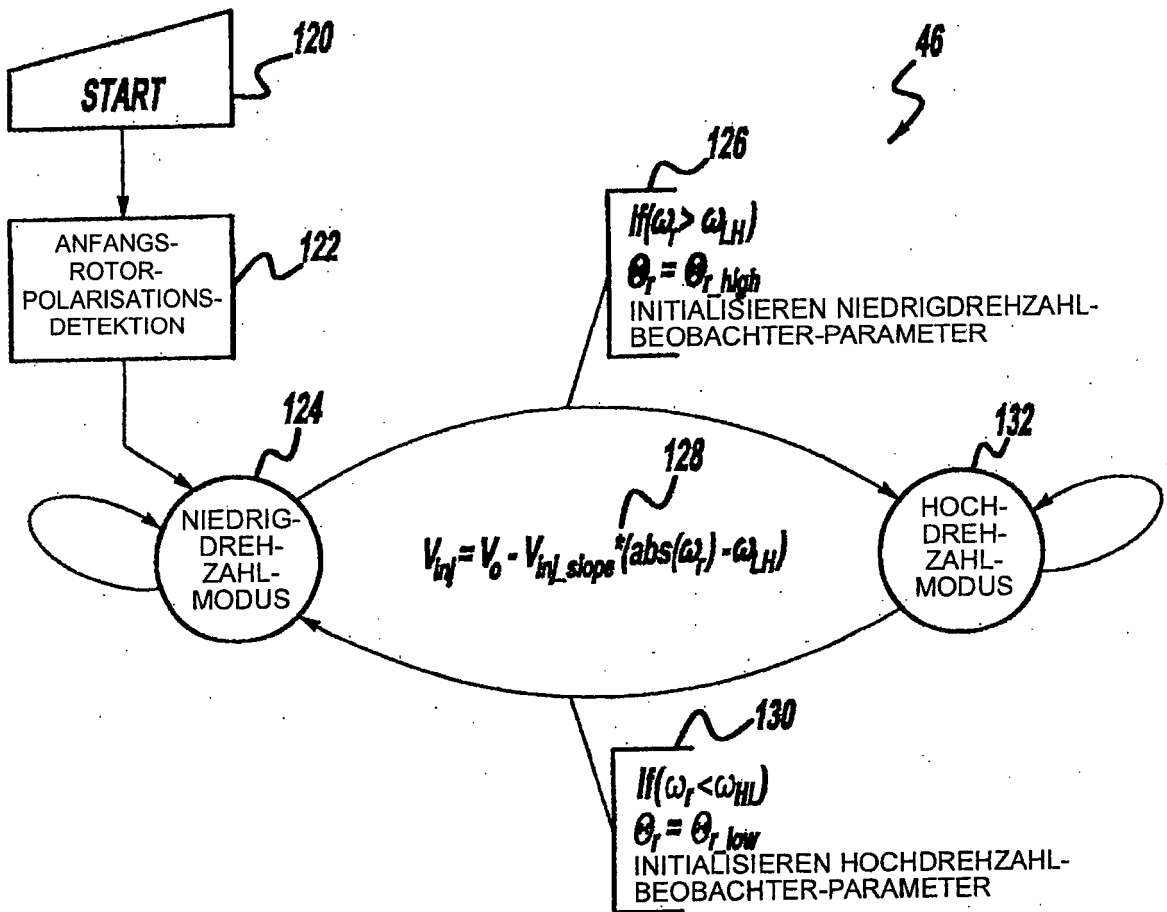 120
START
46
126
If(ωr > ωLH)
Θr = Θr_high
INITIALISIEREN NIEDRIGDREHZAHL-
BEOBACHTER-PARAMETER
ANFANGS-
ROTOR-
POLARISATIONS-
DETEKTION
122
124
NIEDRIG-
DREH-
ZAHL-
MODUS
128
Vinj = Vo - Vinj_slope*(abs(ωr) - ωLH)
132
HOCH-
DREH-
ZAHL-
MODUS
130
If(ωr<ωHL)
Θr = Θr_low
INITIALISIEREN HOCHDREHZAHL-
BEOBACHTER-PARAMETER